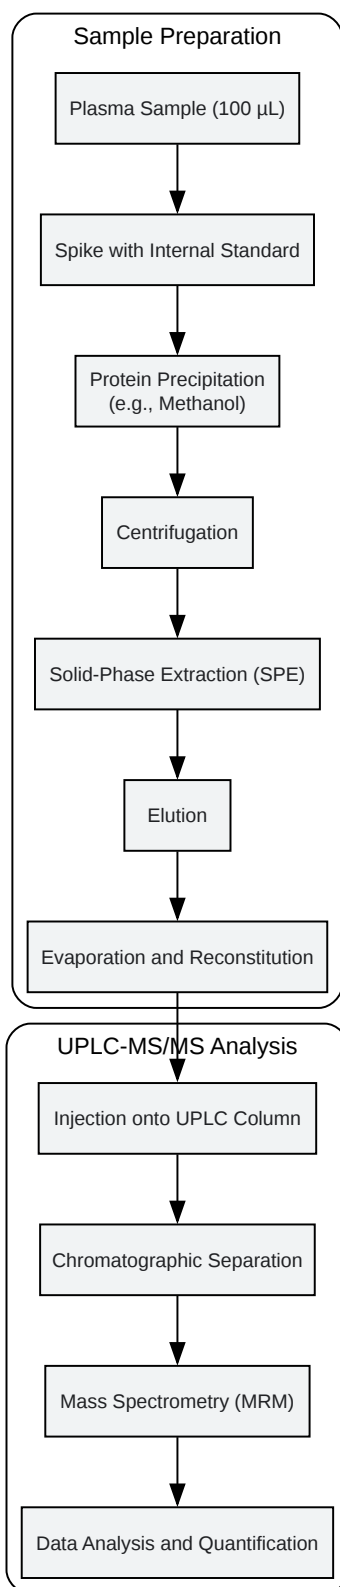 Sample Preparation
Plasma Sample (100 µL)
Spike with Internal Standard
Protein Precipitation
(e.g., Methanol)
Centrifugation
Solid-Phase Extraction (SPE)
Elution
Evaporation and Reconstitution
UPLC-MS/MS Analysis
Injection onto UPLC Column
Chromatographic Separation
Mass Spectrometry (MRM)
Data Analysis and Quantification